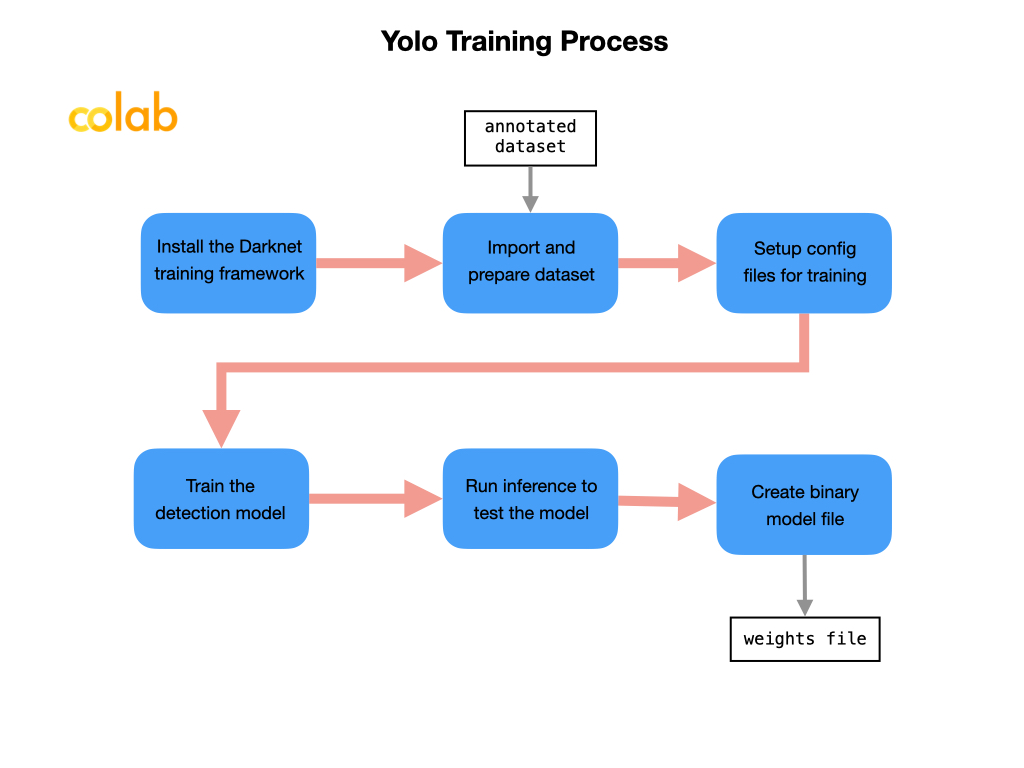 Yolo Training Process
colab
annotated
dataset
Install the Darknet
training framework
Import and
prepare dataset
Setup config
files for training
Train the
detection model
Run inference to
test the model
Create binary
model file
weights file